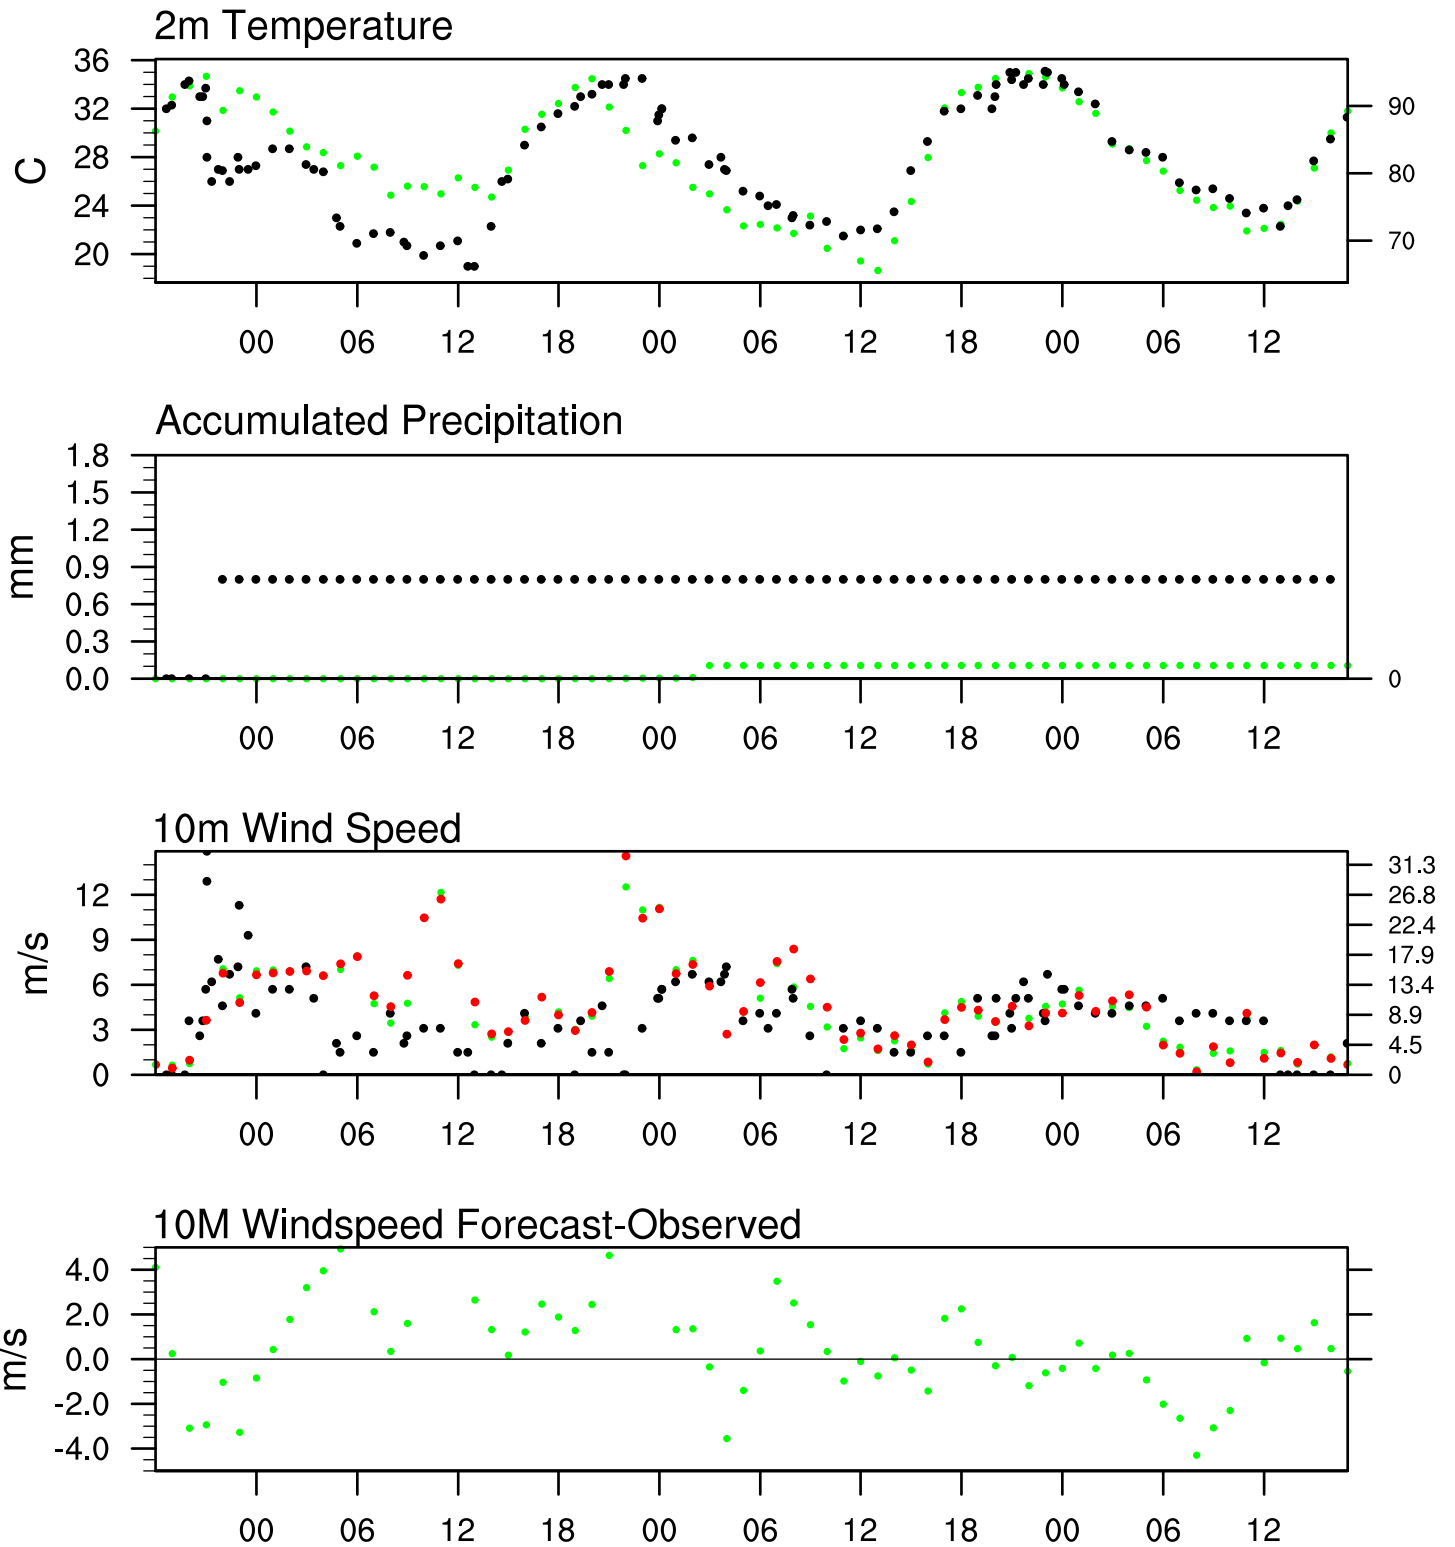 2m Temperature
36
32
28
24
20
C
90
80
70
00 06 12 18 00 06 12 18 00 06 12
Accumulated Precipitation
1.8
1.5
1.2
0.9
0.6
0.3
0.0
mm
0
00 06 12 18 00 06 12 18 00 06 12
10m Wind Speed
12
9
6
3
0
m/s
31.3
26.8
22.4
17.9
13.4
8.9
4.5
0
00 06 12 18 00 06 12 18 00 06 12
10M Windspeed Forecast-Observed
4.0
2.0
0.0
-2.0
-4.0
m/s
00 06 12 18 00 06 12 18 00 06 12